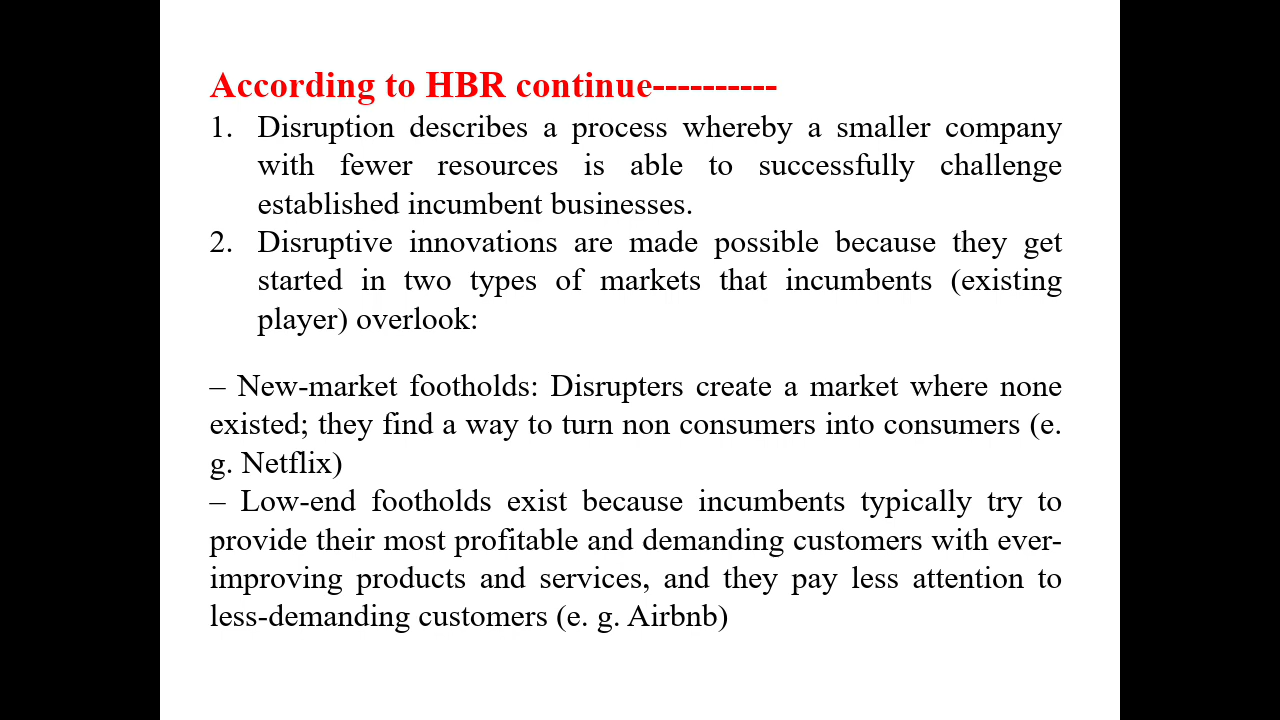 According to HBR continue----------
1. Disruption describes a process whereby a smaller company
with fewer resources is able to successfully challenge
established incumbent businesses.
2. Disruptive innovations are made possible because they get
started in two types of markets that incumbents (existing
player) overlook:
– New-market footholds: Disrupters create a market where none
existed; they find a way to turn non consumers into consumers (e.
g. Netflix)
– Low-end footholds exist because incumbents typically try to
provide their most profitable and demanding customers with ever-
improving products and services, and they pay less attention to
less-demanding customers (e. g. Airbnb)